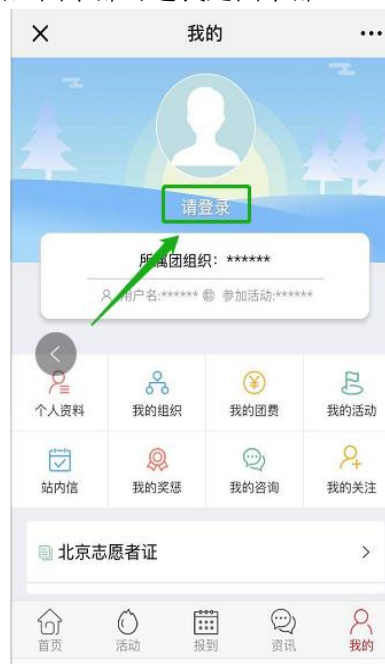 我的
请登录
所属团组织：******
用户名:****** 参加活动:******
个人资料 我的组织 我的团费 我的活动
站内信 我的奖惩 我的咨询 我的关注
北京志愿者证
首页 活动 报到 资讯 我的